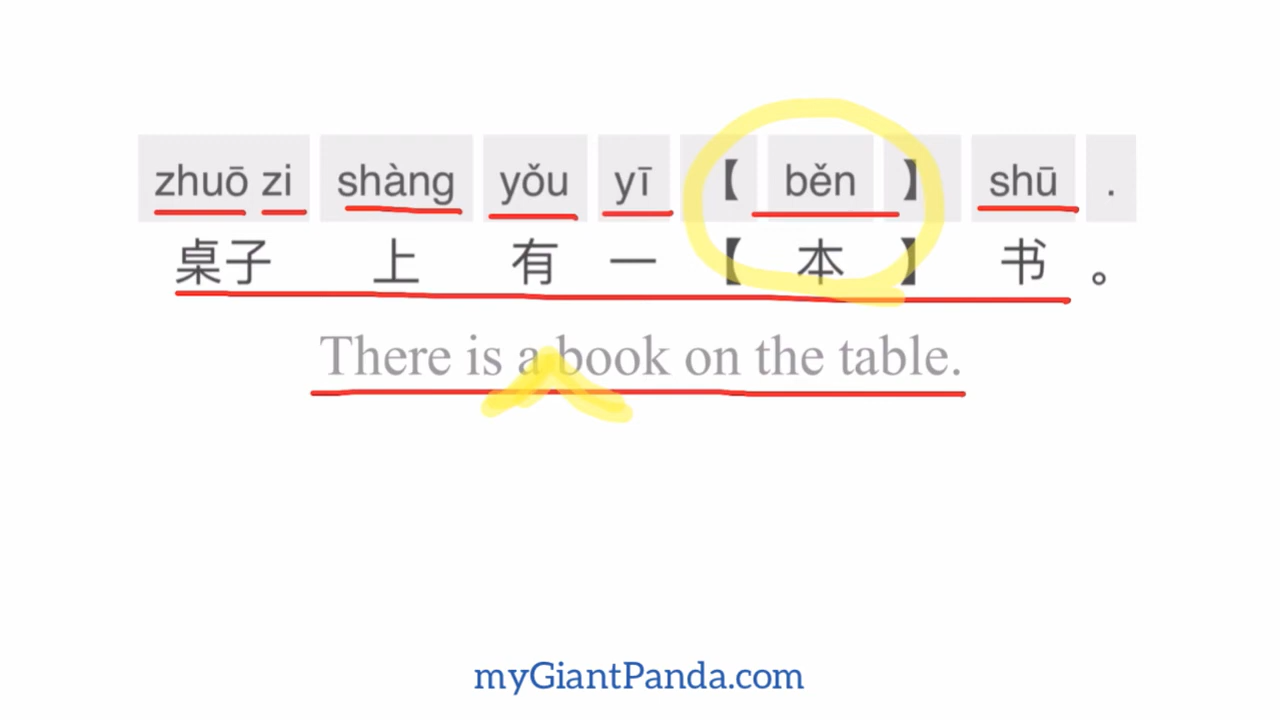 zhuō zi shàng yǒu yī 【 běn 】 shū .
桌子 上 有 一 【 本 】 书 。
There is a book on the table.
myGiantPanda.com